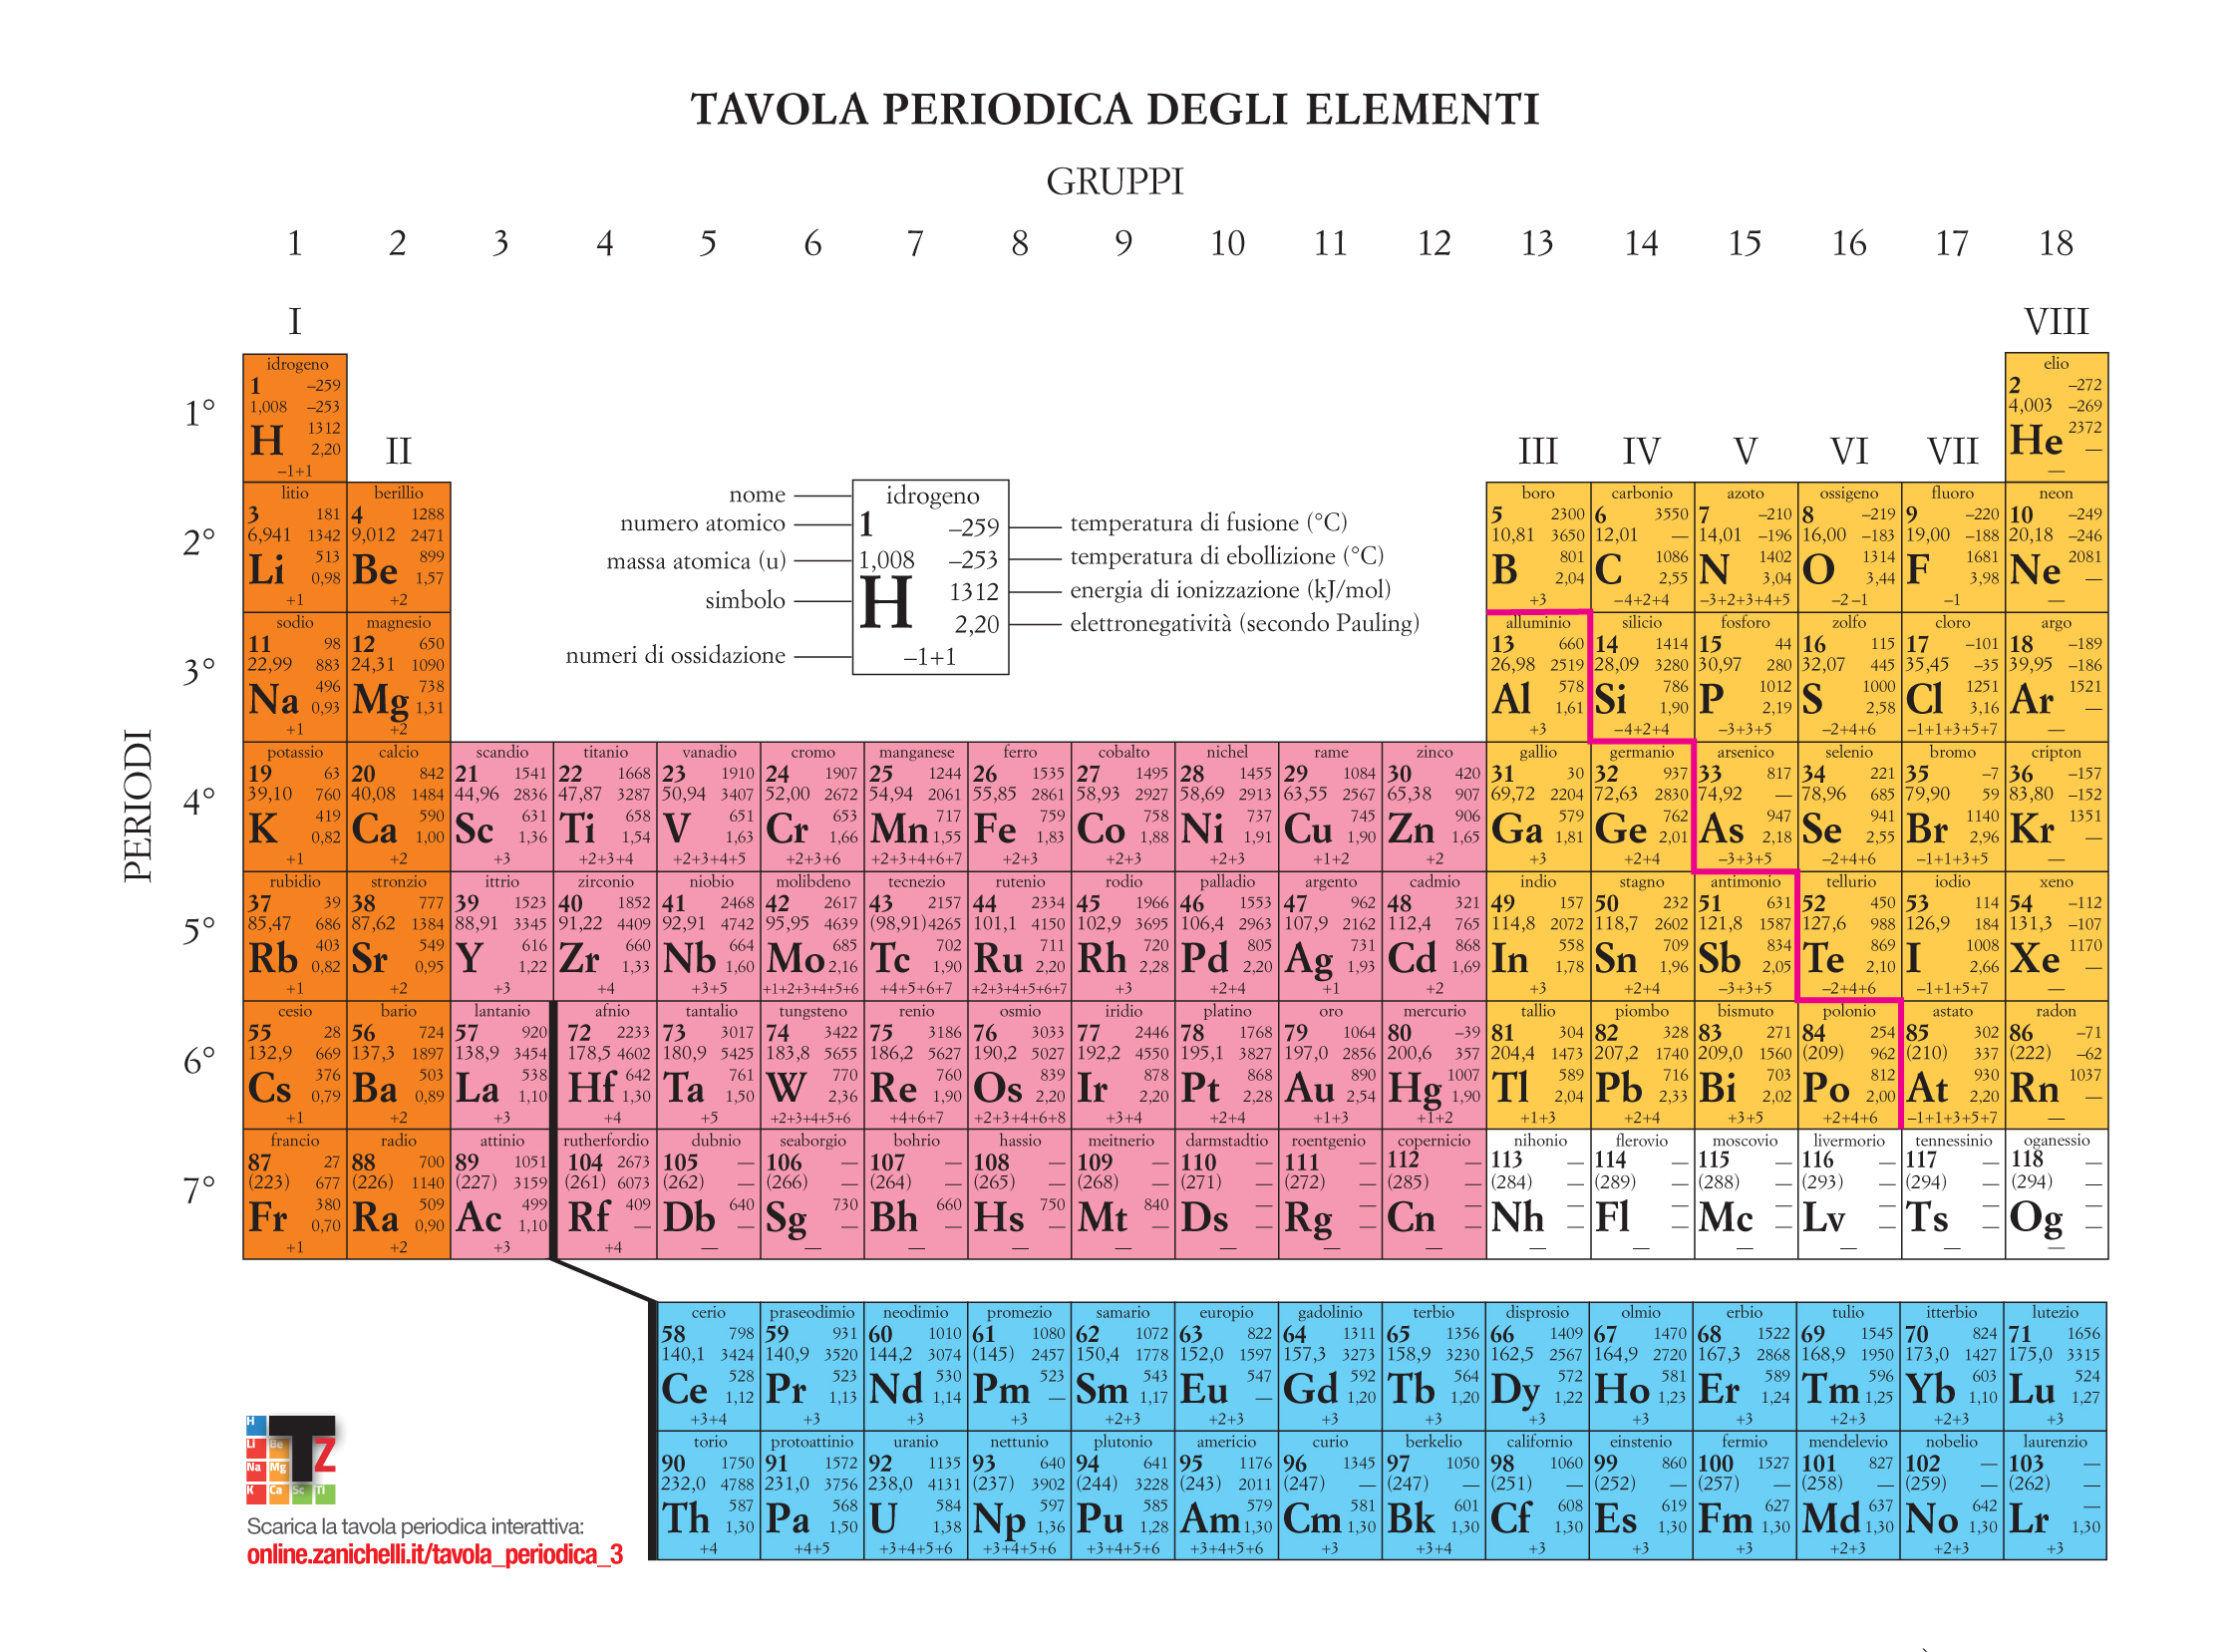 TAVOLA PERIODICA DEGLI ELEMENTI
GRUPPI
1 2 3 4 5 6 7 8 9 10 11 12 13 14 15 16 17 18
I VIII
idrogeno elio
1 –259 2 –272
1° 1,008 –253 4,003 –269
H 1312 He 2372
2,20 —
–1+1 —
II III IV V VI VII
litio berillio boro carbonio azoto ossigeno fluoro neon
3 181 4 1288 5 2300 6 3550 7 –210 8 –219 9 –220 10 –249
2° 6,941 1342 9,012 2471 10,81 3650 12,01 — 14,01 –196 16,00 –183 19,00 –188 20,18 –246
Li 513 Be 899 B 801 C 1086 N 1402 O 1314 F 1681 Ne 2081
0,98 1,57 2,04 2,55 3,04 3,44 3,98 —
+1 +2 +3 –4+2+4 –3+2+3+4+5 –2 –1 –1 —
nome idrogeno
numero atomico 1 –259 temperatura di fusione (°C)
massa atomica (u) 1,008 –253 temperatura di ebollizione (°C)
simbolo H 1312 energia di ionizzazione (kJ/mol)
2,20 elettronegatività (secondo Pauling)
numeri di ossidazione –1+1
sodio magnesio alluminio silicio fosforo zolfo cloro argo
11 98 12 650 13 660 14 1414 15 44 16 115 17 –101 18 –189
3° 22,99 883 24,31 1090 26,98 2519 28,09 3280 30,97 280 32,07 445 35,45 –35 39,95 –186
Na 496 Mg 738 Al 578 Si 786 P 1012 S 1000 Cl 1251 Ar 1521
0,93 1,31 1,61 1,90 2,19 2,58 3,16 —
+1 +2 +3 –4+2+4 –3+3+5 –2+4+6 –1+1+3+5+7 —
PERIODI
potassio calcio scandio titanio vanadio cromo manganese ferro cobalto nichel rame zinco gallio germanio arsenico selenio bromo cripton
19 63 20 842 21 1541 22 1668 23 1910 24 1907 25 1244 26 1535 27 1495 28 1455 29 1084 30 420 31 30 32 937 33 817 34 221 35 –7 36 –157
4° 39,10 760 40,08 1484 44,96 2836 47,87 3287 50,94 3407 52,00 2672 54,94 2061 55,85 2861 58,93 2927 58,69 2913 63,55 2567 65,38 907 69,72 2204 72,63 2830 74,92 — 78,96 685 79,90 59 83,80 –152
K 419 Ca 590 Sc 631 Ti 658 V 651 Cr 653 Mn 717 Fe 759 Co 758 Ni 737 Cu 745 Zn 906 Ga 579 Ge 762 As 947 Se 941 Br 1140 Kr 1351
0,82 1,00 1,36 1,54 1,63 1,66 1,55 1,83 1,88 1,91 1,90 1,65 1,81 2,01 2,18 2,55 2,96 —
+1 +2 +3 +2+3+4 +2+3+4+5 +2+3+6 +2+3+4+6+7 +2+3 +2+3 +2+3 +1+2 +2 +3 +2+4 –3+3+5 –2+4+6 –1+1+3+5 —
rubidio stronzio ittrio zirconio niobio molibdeno tecnezio rutenio rodio palladio argento cadmio indio stagno antimonio tellurio iodio xeno
37 39 38 777 39 1523 40 1852 41 2468 42 2617 43 2157 44 2334 45 1966 46 1553 47 962 48 321 49 157 50 232 51 631 52 450 53 114 54 –112
5° 85,47 686 87,62 1384 88,91 3345 91,22 4409 92,91 4742 95,95 4639 (98,91) 4265 101,1 4150 102,9 3695 106,4 2963 107,9 2162 112,4 765 114,8 2072 118,7 2602 121,8 1587 127,6 988 126,9 184 131,3 –107
Rb 403 Sr 549 Y 616 Zr 660 Nb 664 Mo 685 Tc 702 Ru 711 Rh 720 Pd 805 Ag 731 Cd 868 In 558 Sn 709 Sb 834 Te 869 I 1008 Xe 1170
0,82 0,95 1,22 1,33 1,60 2,16 1,90 2,20 2,28 2,20 1,93 1,69 1,78 1,96 2,05 2,10 2,66 —
+1 +2 +3 +4 +3+5 +1+2+3+4+5+6 +4+5+6+7 +2+3+4+5+6+7 +3 +2+4 +1 +2 +3 +2+4 –3+3+5 –2+4+6 –1+1+5+7 —
cesio bario lantanio afnio tantalio tungsteno renio osmio iridio platino oro mercurio tallio piombo bismuto polonio astato radon
55 28 56 724 57 920 72 2233 73 3017 74 3422 75 3186 76 3033 77 2446 78 1768 79 1064 80 –39 81 304 82 328 83 271 84 254 85 302 86 –71
6° 132,9 669 137,3 1897 138,9 3454 178,5 4602 180,9 5425 183,8 5655 186,2 5627 190,2 5027 192,2 4550 195,1 3827 197,0 2856 200,6 357 204,4 1473 207,2 1740 209,0 1560 (209) 962 (210) 337 (222) –62
Cs 376 Ba 503 La 538 Hf 642 Ta 761 W 770 Re 760 Os 839 Ir 878 Pt 868 Au 890 Hg 1007 Tl 589 Pb 716 Bi 703 Po 812 At 930 Rn 1037
0,79 0,89 1,10 1,30 1,50 2,36 1,90 2,20 2,20 2,28 2,54 1,90 2,04 2,33 2,02 2,00 2,20 —
+1 +2 +3 +4 +5 +2+3+4+5+6 +4+6+7 +2+3+4+6+8 +3+4 +2+4 +1+3 +1+2 +1+3 +2+4 +3+5 +2+4+6 –1+1+3+5+7 —
francio radio attinio rutherfordio dubnio seaborgio bohrio hassio meitnerio darmstadtio roentgenio copernicio nihonio flerovio moscovio livermorio tennessinio oganessio
87 27 88 700 89 1051 104 2673 105 — 106 — 107 — 108 — 109 — 110 — 111 — 112 — 113 — 114 — 115 — 116 — 117 — 118 —
7° (223) 677 (226) 1140 (227) 3159 (261) 6073 (262) — (266) — (264) — (265) — (268) — (271) — (272) — (285) — (284) — (289) — (288) — (293) — (294) — (294) —
Fr 380 Ra 509 Ac 499 Rf 409 Db 640 Sg 730 Bh 660 Hs 750 Mt 840 Ds — Rg — Cn — Nh — Fl — Mc — Lv — Ts — Og —
0,70 0,90 1,10 — — — — — — — — — — — — — — —
+1 +2 +3 +4 — — — — — — — — — — — — — —
cerio praseodimio neodimio promezio samario europio gadolinio terbio disprosio olmio erbio tulio itterbio lutezio
58 798 59 931 60 1010 61 1080 62 1072 63 822 64 1311 65 1356 66 1409 67 1470 68 1522 69 1545 70 824 71 1656
140,1 3424 140,9 3520 144,2 3074 (145) 2457 150,4 1778 152,0 1597 157,3 3273 158,9 3230 162,5 2567 164,9 2720 167,3 2868 168,9 1950 173,0 1427 175,0 3315
Ce 528 Pr 523 Nd 530 Pm 523 Sm 543 Eu 547 Gd 592 Tb 564 Dy 572 Ho 581 Er 589 Tm 596 Yb 603 Lu 524
1,12 1,13 1,14 — 1,17 — 1,20 1,20 1,22 1,23 1,24 1,25 1,10 1,27
+3+4 +3 +3 +3 +2+3 +2+3 +3 +3 +3 +3 +3 +2+3 +2+3 +3
torio protoattinio uranio nettunio plutonio americio curio berkelio californio einstenio fermio mendelevio nobelio laurenzio
90 1750 91 1572 92 1135 93 640 94 641 95 1176 96 1345 97 1050 98 1060 99 860 100 1527 101 827 102 — 103 —
232,0 4788 231,0 3756 238,0 4131 (237) 3902 (244) 3228 (243) 2011 (247) — (247) — (251) — (252) — (257) — (258) — (259) — (262) —
Th 587 Pa 568 U 584 Np 597 Pu 585 Am 579 Cm 581 Bk 601 Cf 608 Es 619 Fm 627 Md 637 No 642 Lr —
1,30 1,50 1,38 1,36 1,28 1,30 1,30 1,30 1,30 1,30 1,30 1,30 1,30 1,30
+4 +4+5 +3+4+5+6 +3+4+5+6 +3+4+5+6 +3+4+5+6 +3 +3+4 +3 +3 +3 +2+3 +2+3 +3
H
Li Be T Z
Na Mg
K Ca Sc Ti
Scarica la tavola periodica interattiva:
online.zanichelli.it/tavola_periodica_3